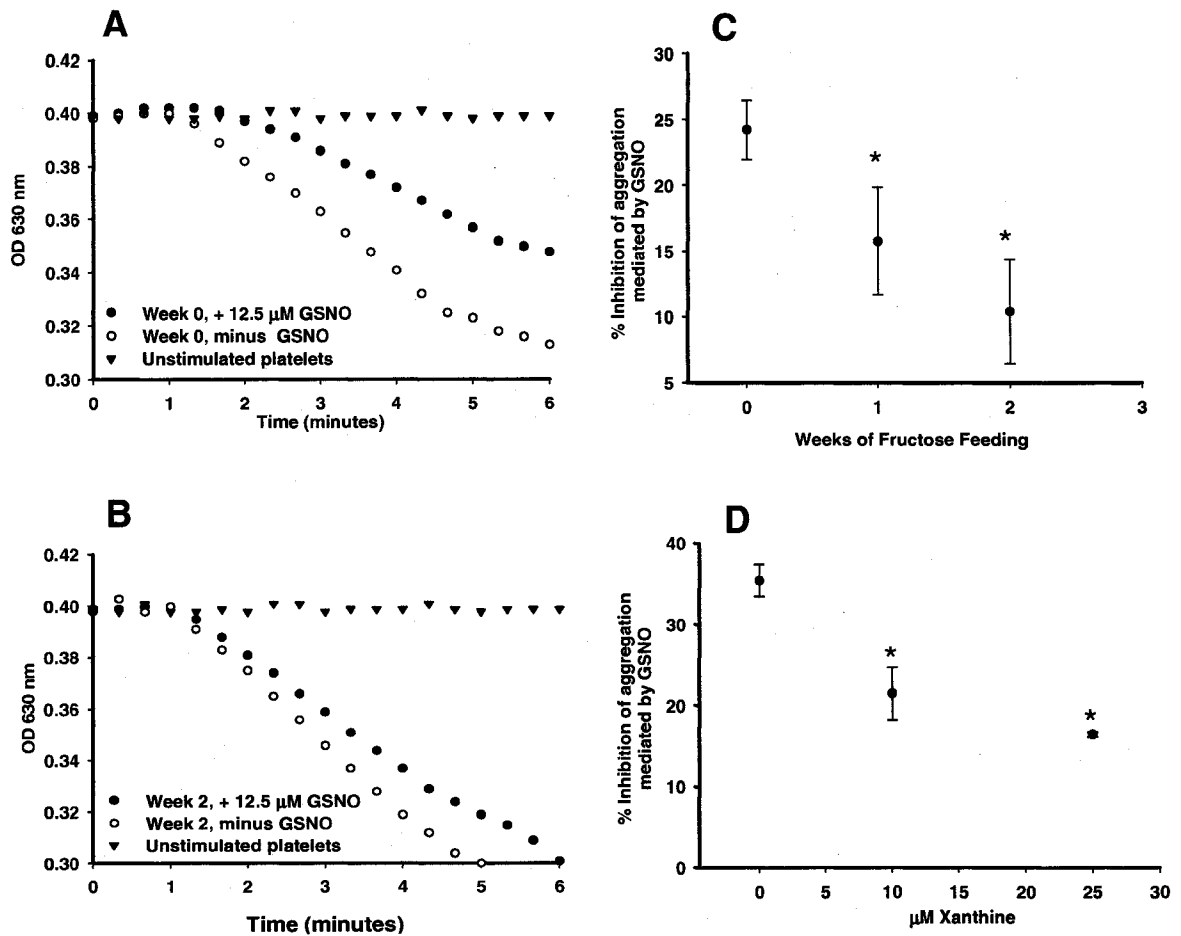 A
0.42
0.40
0.38
0.36
0.34
0.32
0.30
OD 630 nm
Week 0, + 12.5 μM GSNO
Week 0, minus GSNO
Unstimulated platelets
0 1 2 3 4 5 6
Time (minutes)
C
30
25
20
15
10
5
% Inhibition of aggregation
mediated by GSNO
* *
0 1 2 3
Weeks of Fructose Feeding
B
0.42
0.40
0.38
0.36
0.34
0.32
0.30
OD 630 nm
Week 2, + 12.5 μM GSNO
Week 2, minus GSNO
Unstimulated platelets
0 1 2 3 4 5 6
Time (minutes)
D
40
30
20
10
0
% Inhibition of aggregation
mediated by GSNO
* *
0 5 10 15 20 25 30
μM Xanthine